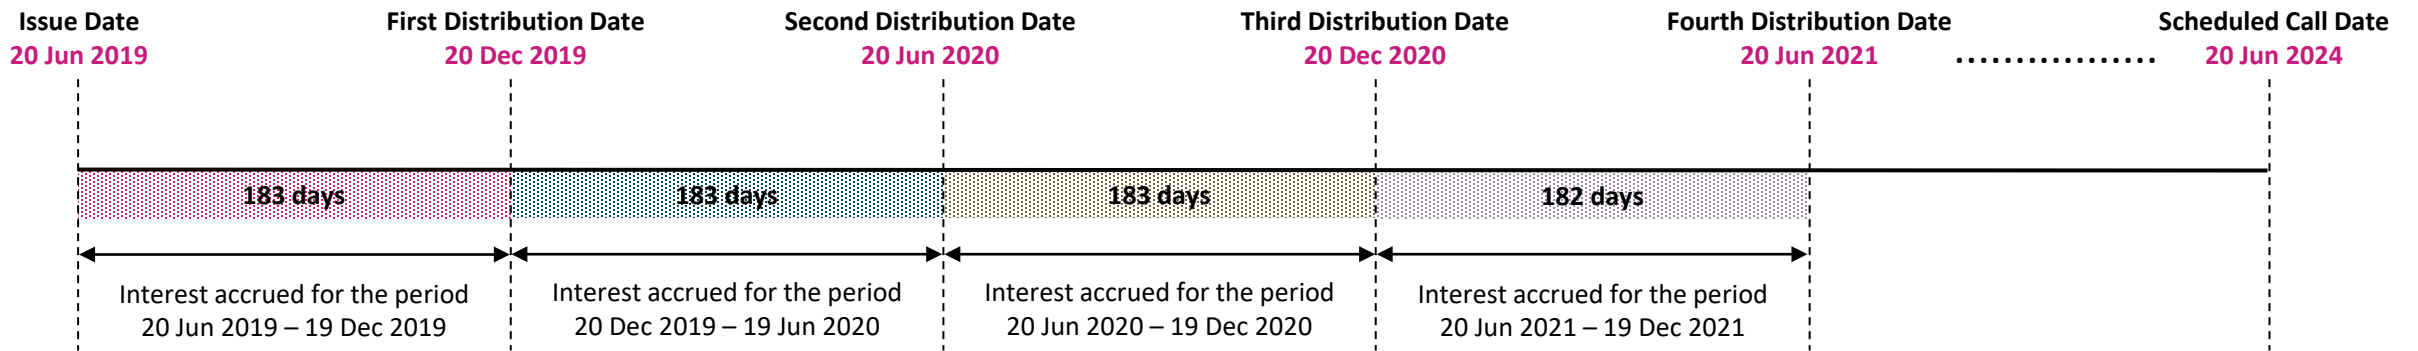 Issue Date
20 Jun 2019
First Distribution Date
20 Dec 2019
Second Distribution Date
20 Jun 2020
Third Distribution Date
20 Dec 2020
Fourth Distribution Date
20 Jun 2021
.................
Scheduled Call Date
20 Jun 2024
183 days
183 days
183 days
182 days
Interest accrued for the period
20 Jun 2019 – 19 Dec 2019
Interest accrued for the period
20 Dec 2019 – 19 Jun 2020
Interest accrued for the period
20 Jun 2020 – 19 Dec 2020
Interest accrued for the period
20 Jun 2021 – 19 Dec 2021